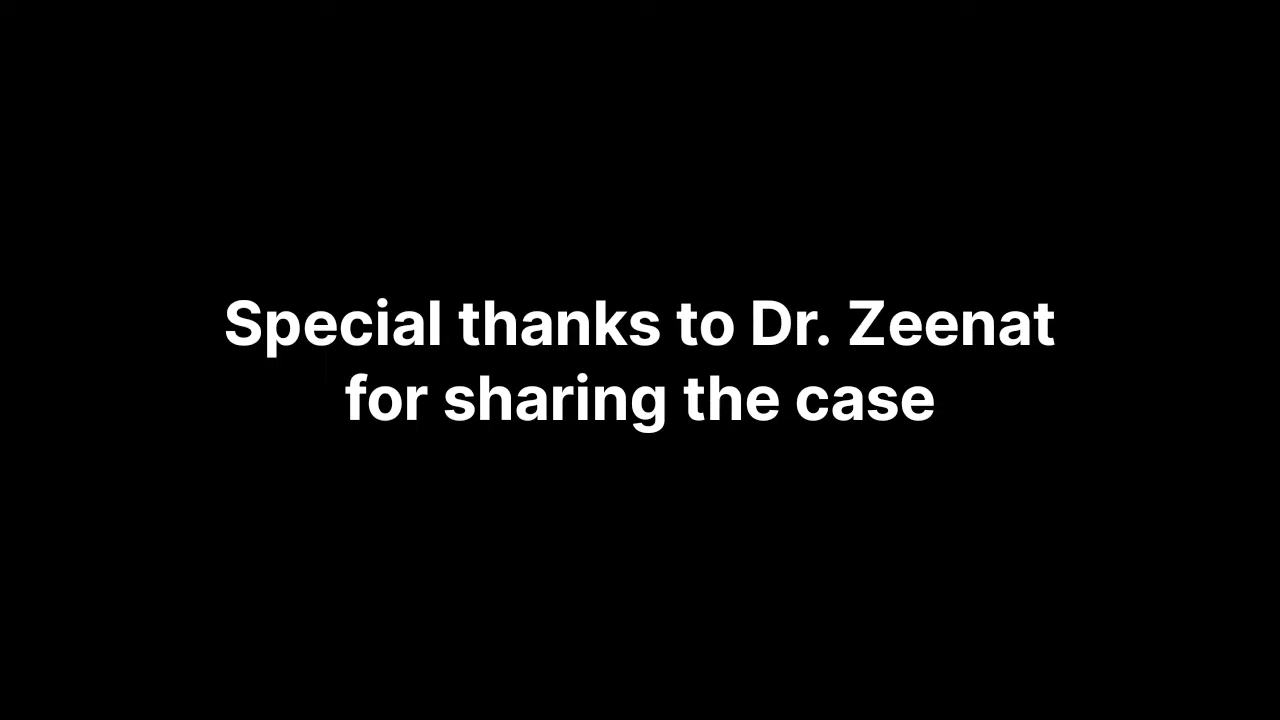 Special thanks to Dr. Zeenat
for sharing the case